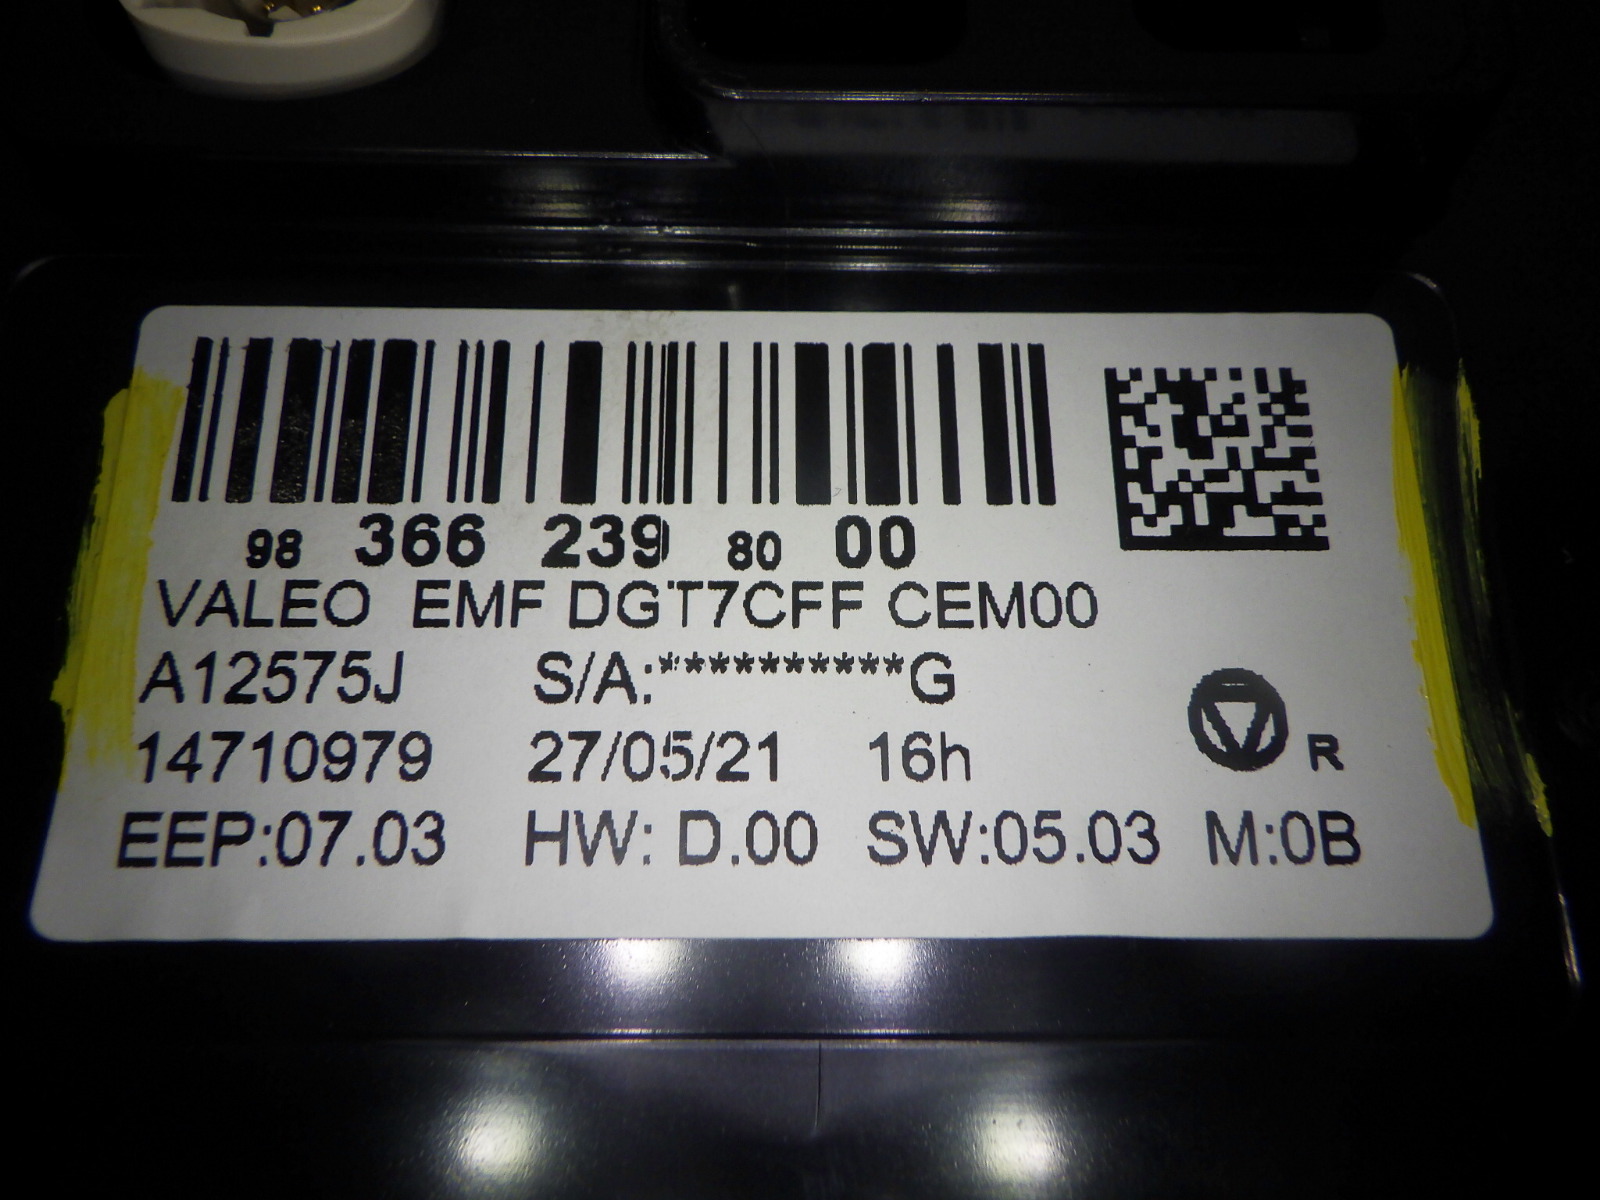 98 366 239 80 00
VALEO EMF DGT7CFF CEM00
A12575J S/A:**********G
14710979 27/05/21 16h R
EEP:07.03 HW: D.00 SW:05.03 M:0B